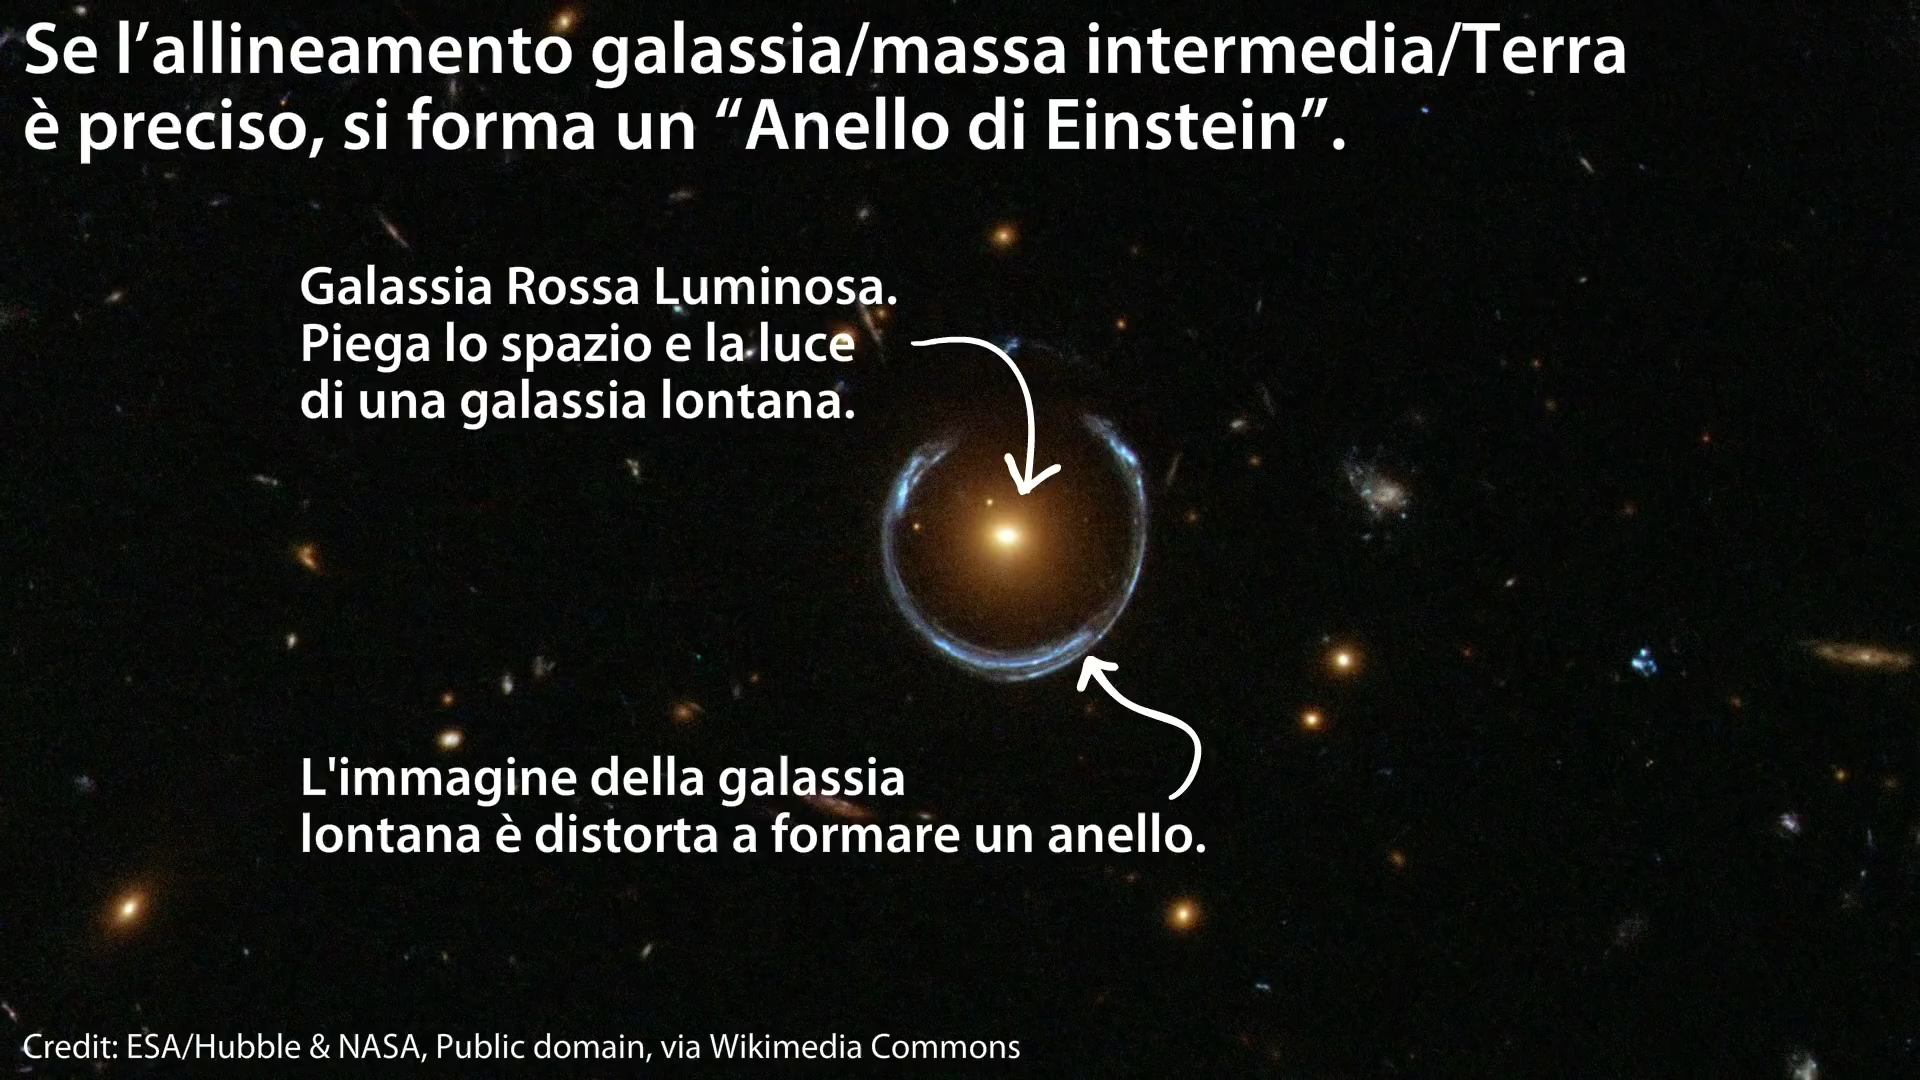 Se l’allineamento galassia/massa intermedia/Terra
è preciso, si forma un “Anello di Einstein”.
Galassia Rossa Luminosa.
Piega lo spazio e la luce
di una galassia lontana.
L'immagine della galassia
lontana è distorta a formare un anello.
Credit: ESA/Hubble & NASA, Public domain, via Wikimedia Commons